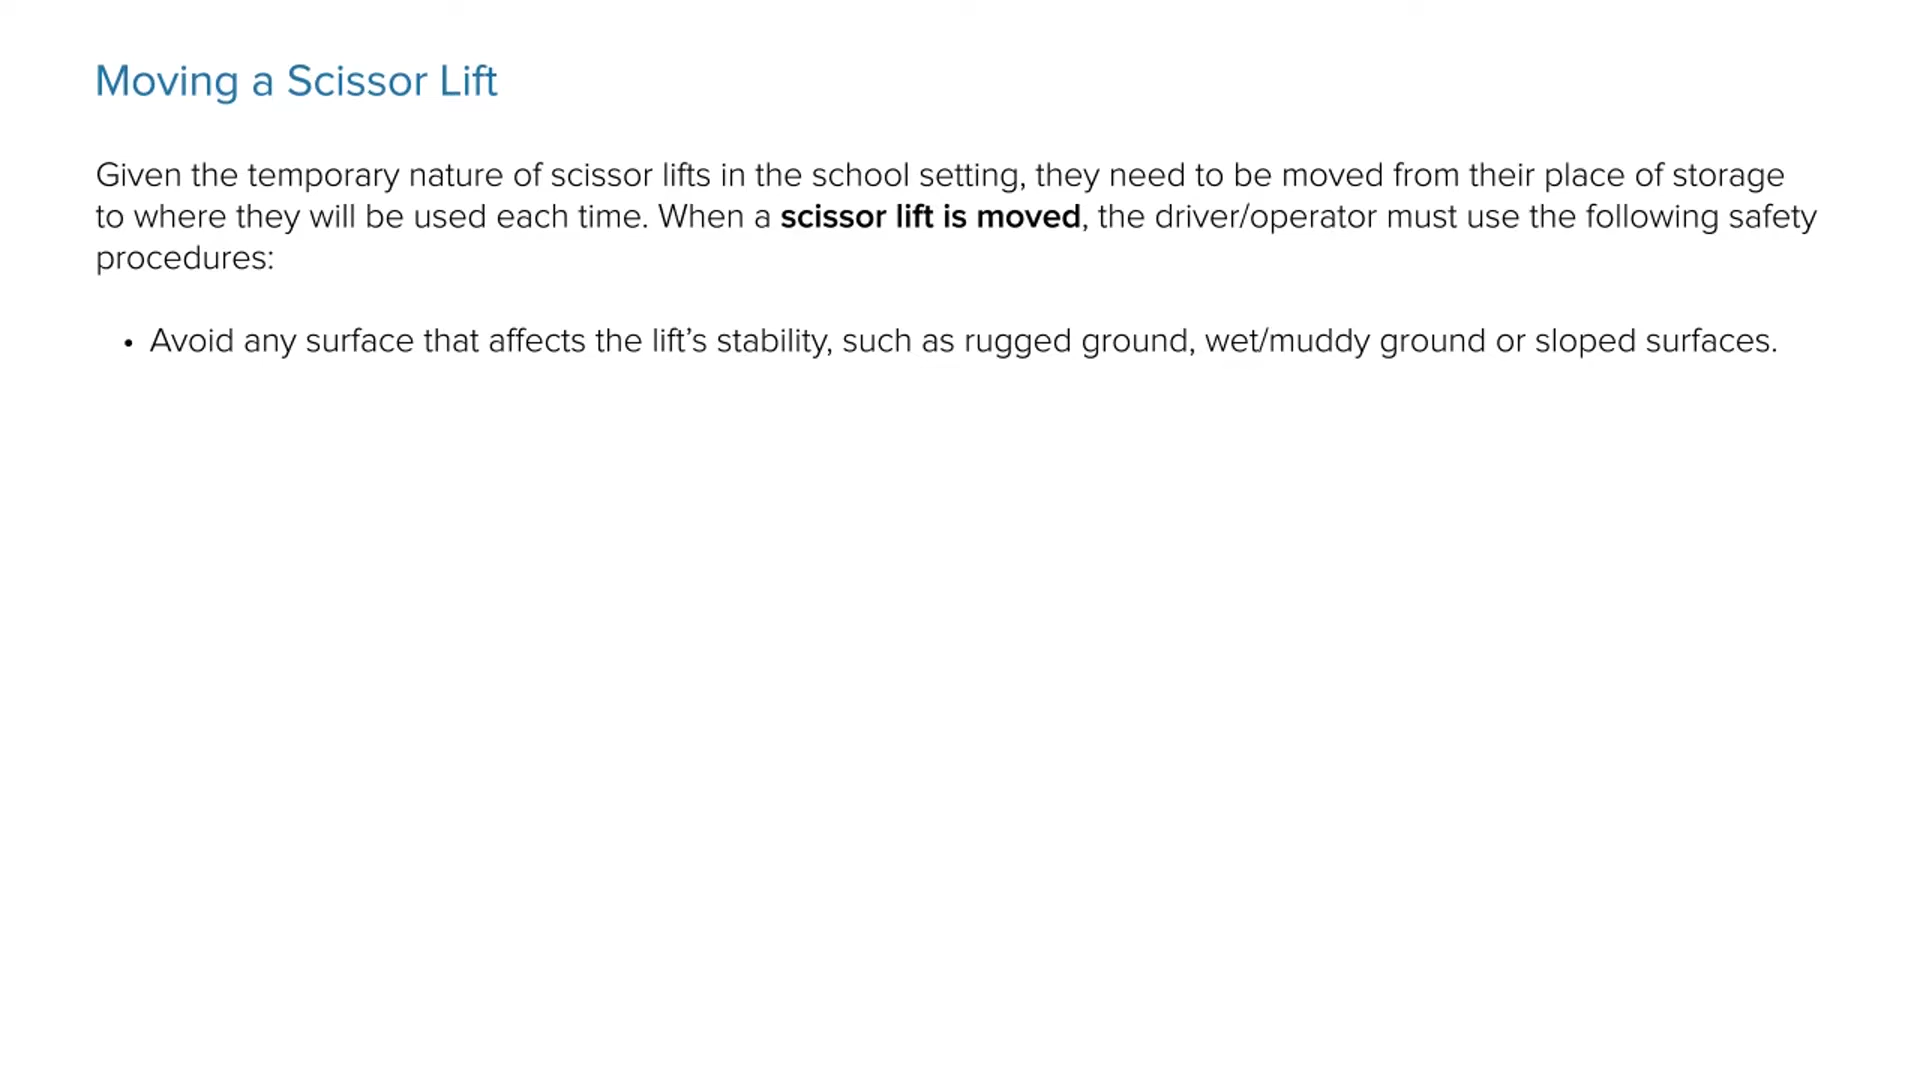 Moving a Scissor Lift
Given the temporary nature of scissor lifts in the school setting, they need to be moved from their place of storage
to where they will be used each time. When a scissor lift is moved, the driver/operator must use the following safety
procedures:
• Avoid any surface that affects the lift’s stability, such as rugged ground, wet/muddy ground or sloped surfaces.